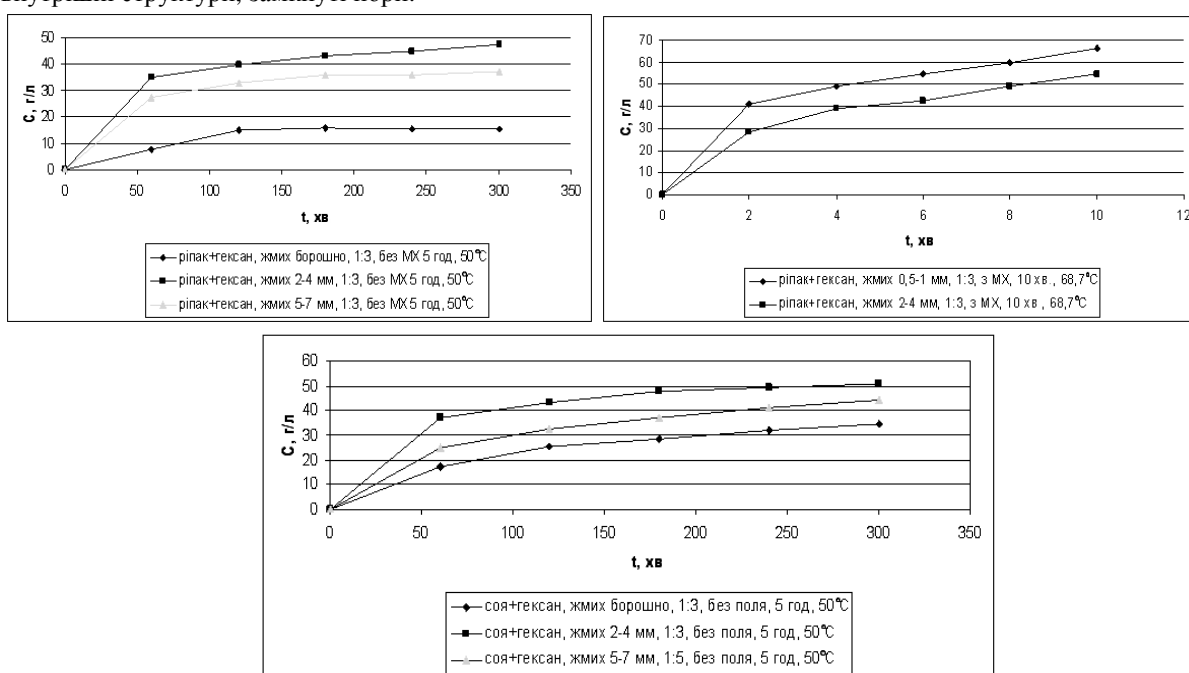 внутрішні структури, замкнуті пори.
50
40
30
20
10
0
С, г/л
0 50 100 150 200 250 300 350
t, хв
ріпак+гексан, жмих борошно, 1:3, без МХ 5 год, 50°С
ріпак+гексан, жмих 2-4 мм, 1:3, без МХ 5 год, 50°С
ріпак+гексан, жмих 5-7 мм, 1:3, без МХ 5 год, 50°С
70
60
50
40
30
20
10
0
С, г/л
0 2 4 6 8 10 12
t, хв
ріпак+гексан, жмих 0,5-1 мм, 1:3, з МХ, 10 хв., 68,7°С
ріпак+гексан, жмих 2-4 мм, 1:3, з МХ, 10 хв., 68,7°С
60
50
40
30
20
10
0
С, г/л
0 50 100 150 200 250 300 350
t, хв
соя+гексан, жмих борошно, 1:3, без поля, 5 год, 50°С
соя+гексан, жмих 2-4 мм, 1:3, без поля, 5 год, 50°С
соя+гексан, жмих 5-7 мм, 1:5, без поля, 5 год, 50°С